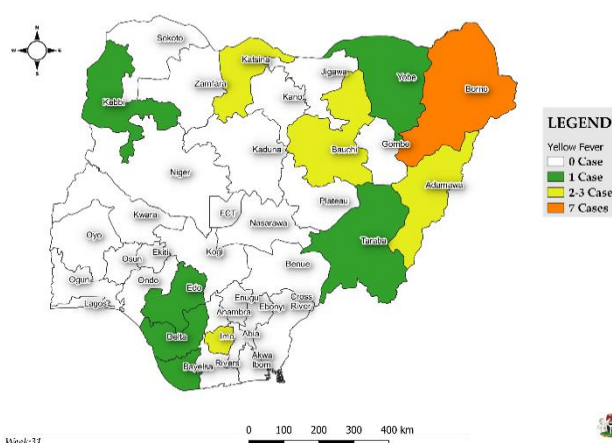 N
W E
S
Sokoto
Katsina
Jigawa
Yobe
Borno
Kebbi
Zamfara
Kano
Kaduna
Bauchi
Gombe
Adamawa
Niger
Plateau
FCT
Kwara
Nasarawa
Taraba
Oyo
Ekiti
Kogi
Benue
Osun
Ogun
Ondo
Edo
Enugu
Ebonyi
Cross
River
Lagos
Anambra
Delta
Imo
Abia
Bayelsa
Rivers
Akwa
Ibom
LEGEND
Yellow Fever
0 Case
1 Case
2-3 Case
7 Cases
Week:31
0 100 200 300 400 km